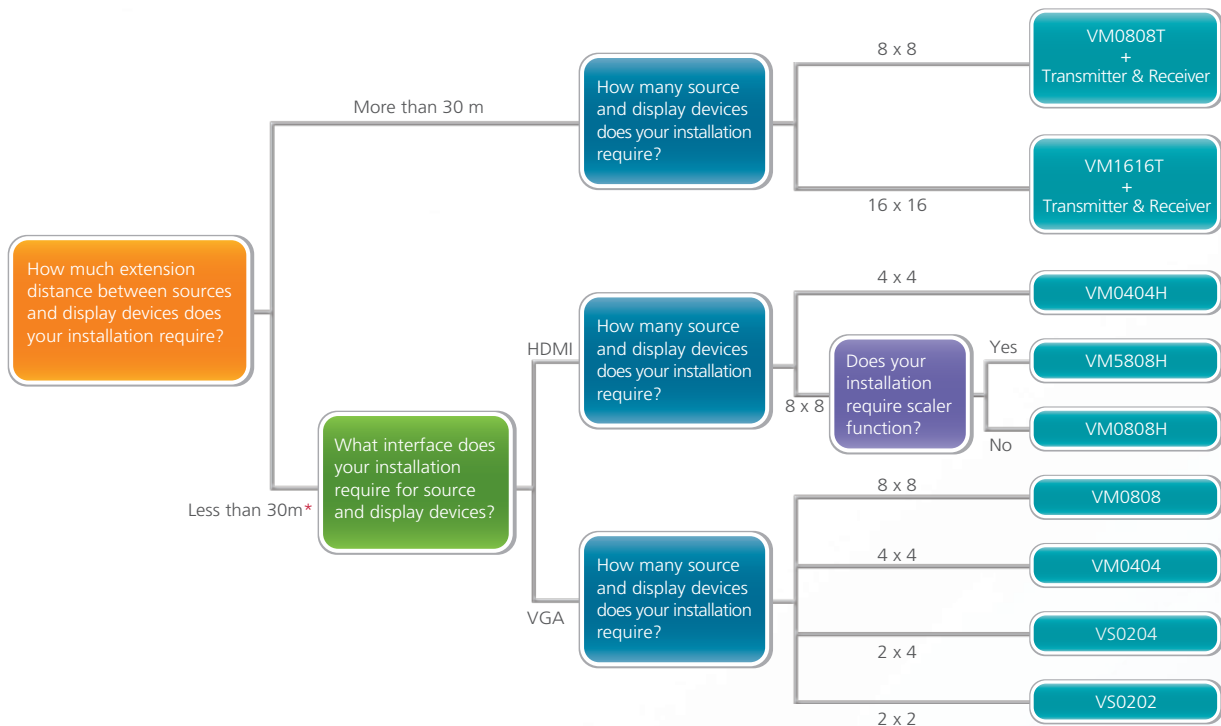 How much extension
distance between sources
and display devices does
your installation require?
More than 30 m
How many source
and display devices
does your installation
require?
8 x 8
VM0808T
+
Transmitter & Receiver
16 x 16
VM1616T
+
Transmitter & Receiver
Less than 30m*
What interface does
your installation
require for source
and display devices?
HDMI
How many source
and display devices
does your installation
require?
4 x 4
VM0404H
8 x 8
Does your
installation
require scaler
function?
Yes
VM5808H
No
VM0808H
VGA
How many source
and display devices
does your installation
require?
8 x 8
VM0808
4 x 4
VM0404
2 x 4
VS0204
2 x 2
VS0202